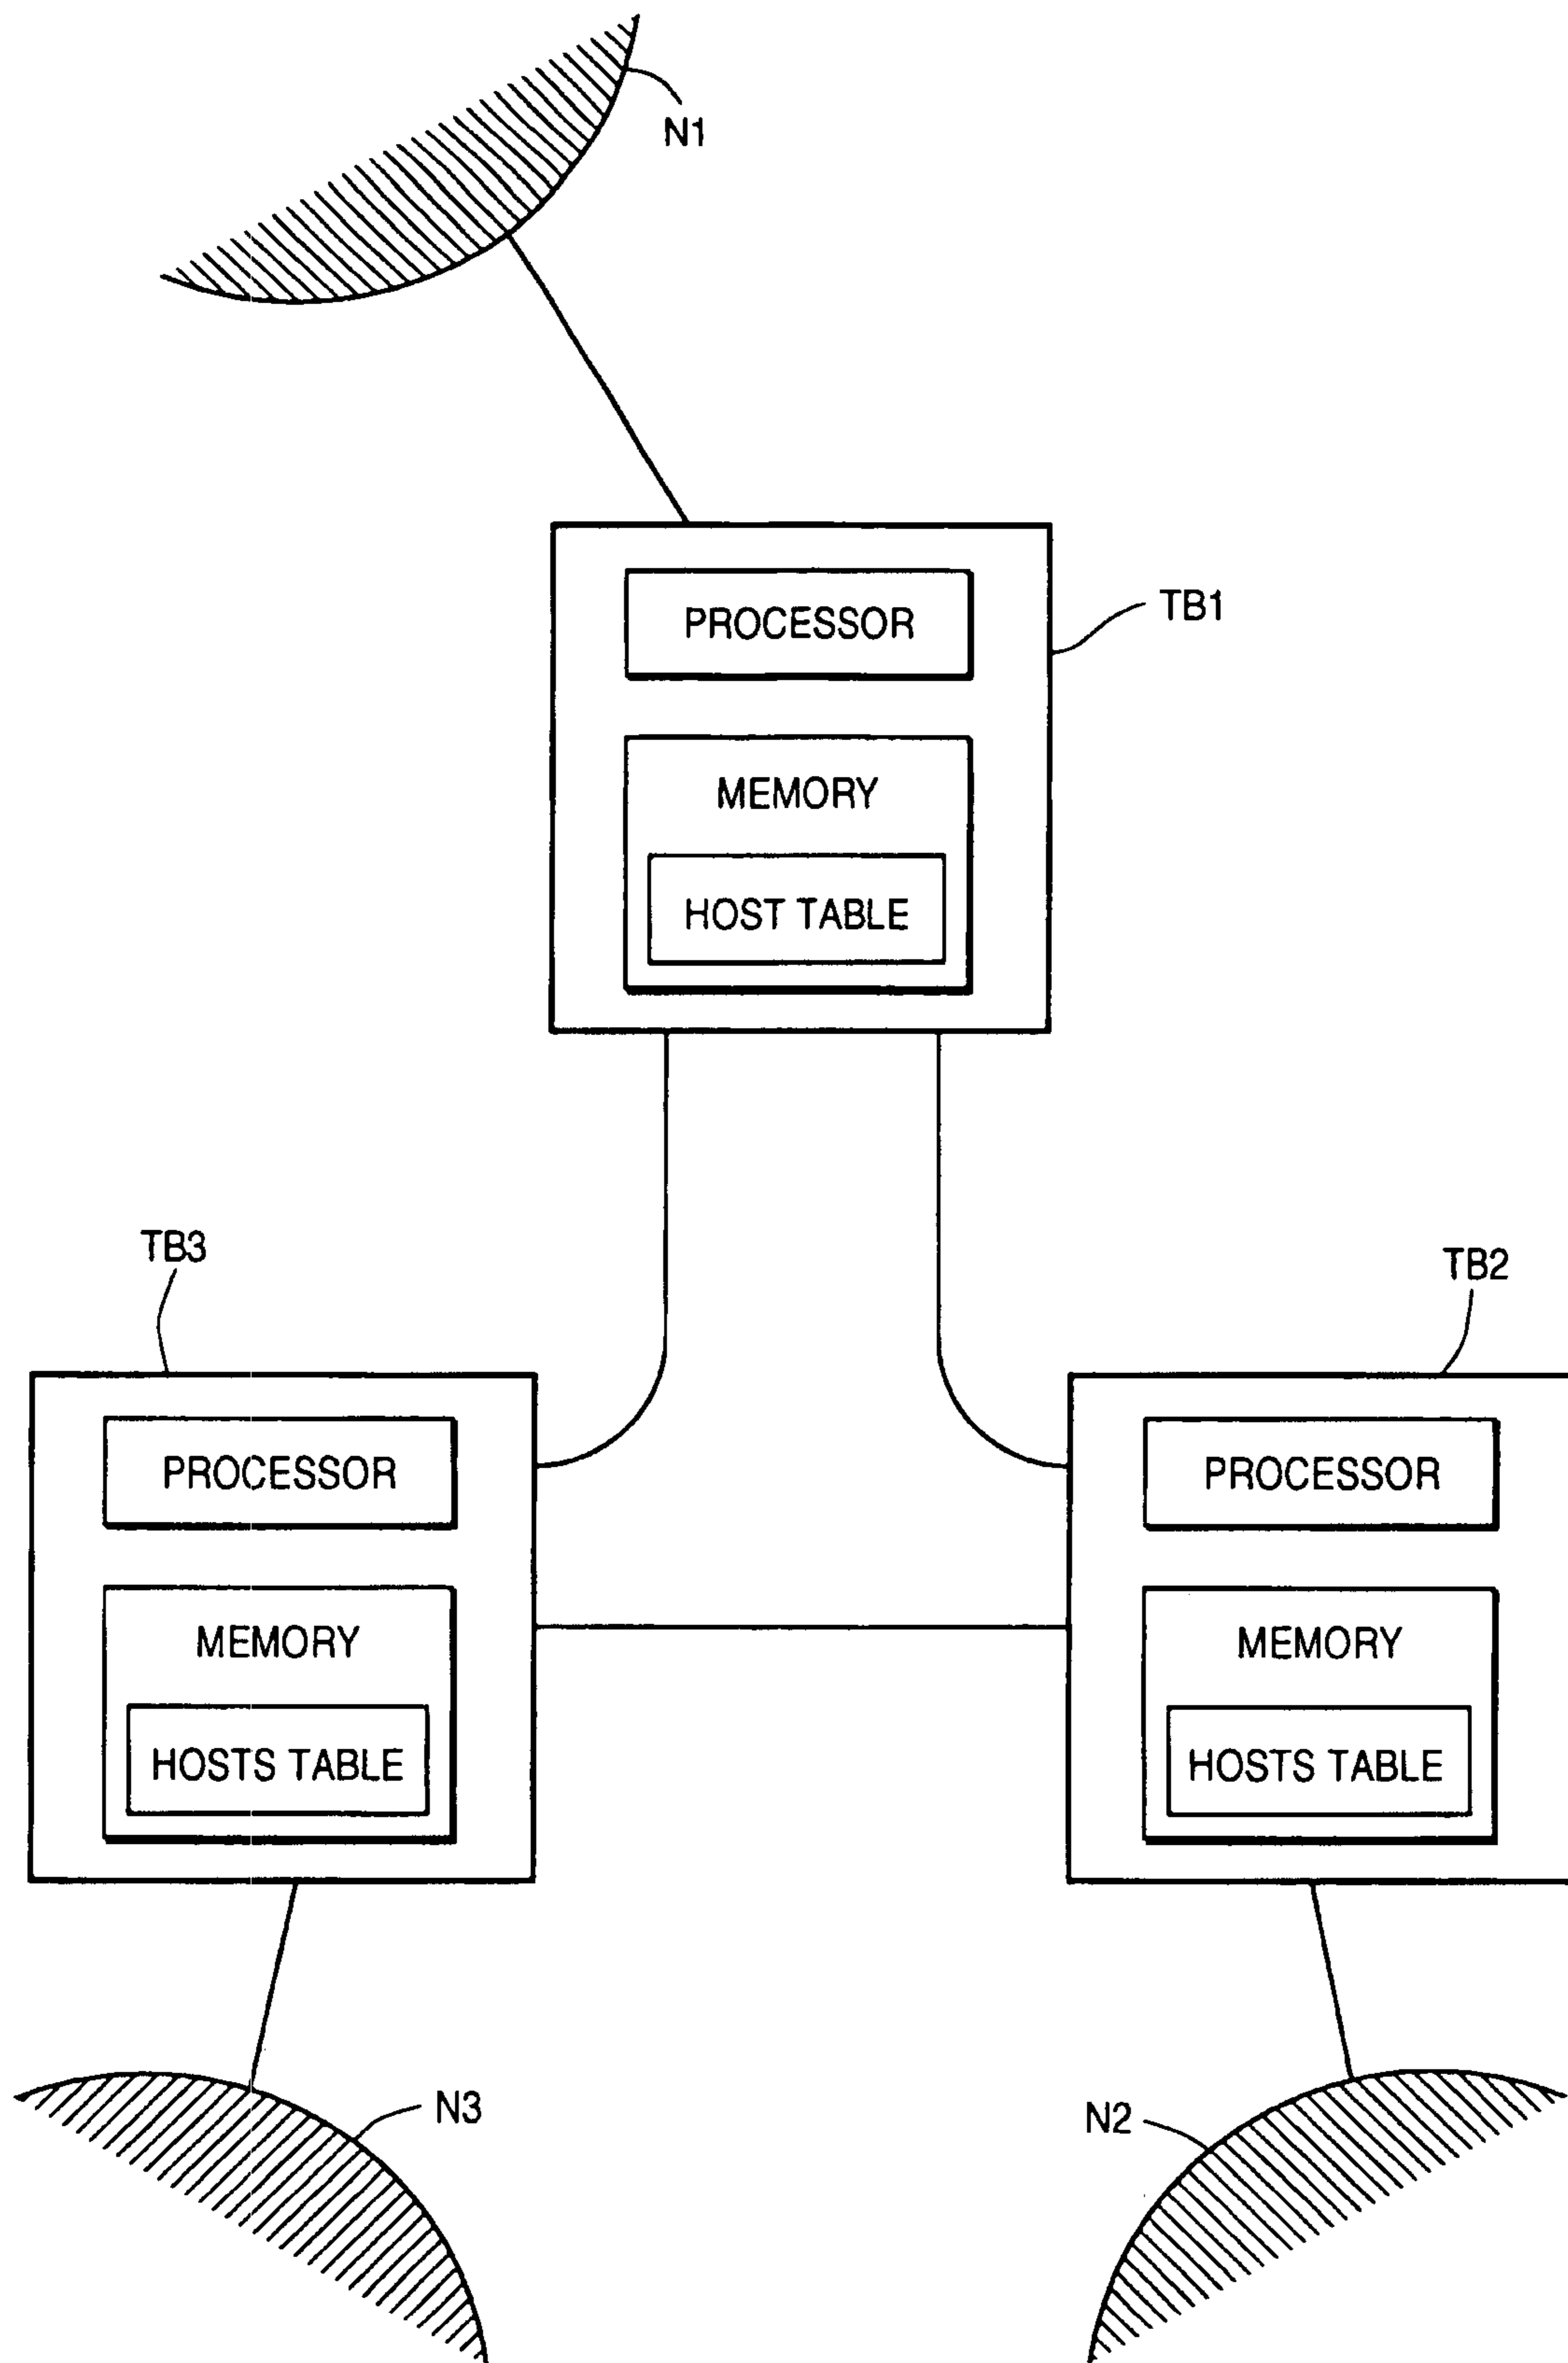 N1
TB1
PROCESSOR
MEMORY
HOST TABLE
TB3
TB2
PROCESSOR
MEMORY
HOSTS TABLE
PROCESSOR
MEMORY
HOSTS TABLE
N3
N2